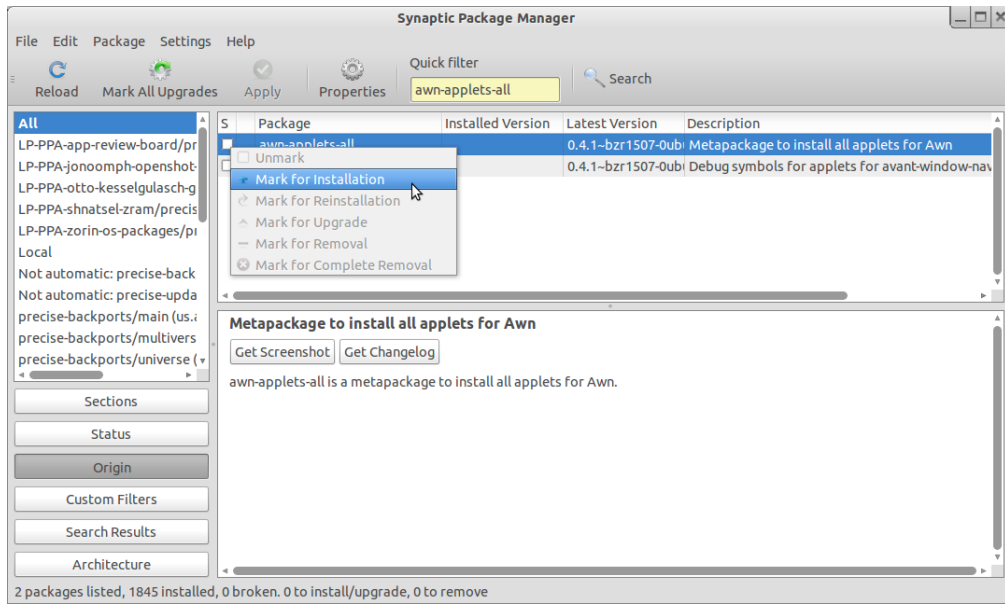 Synaptic Package Manager
File Edit Package Settings Help
Quick filter
Reload Mark All Upgrades Apply Properties awn-applets-all Search
All
LP-PPA-app-review-board/pr
LP-PPA-jonoomph-openshot-
LP-PPA-otto-kesselgulasch-g
LP-PPA-shnatsel-zram/precis
LP-PPA-zorin-os-packages/pr
Local
Not automatic: precise-back
Not automatic: precise-upda
precise-backports/main (us.a
precise-backports/multivers
precise-backports/universe (
Sections
Status
Origin
Custom Filters
Search Results
Architecture
S Package Installed Version Latest Version Description
awn-applets-all 0.4.1~bzr1507-0ubu Metapackage to install all applets for Awn
0.4.1~bzr1507-0ubu Debug symbols for applets for avant-window-nav
Unmark
Mark for Installation
Mark for Reinstallation
Mark for Upgrade
Mark for Removal
Mark for Complete Removal
Metapackage to install all applets for Awn
Get Screenshot Get Changelog
awn-applets-all is a metapackage to install all applets for Awn.
2 packages listed, 1845 installed, 0 broken. 0 to install/upgrade, 0 to remove